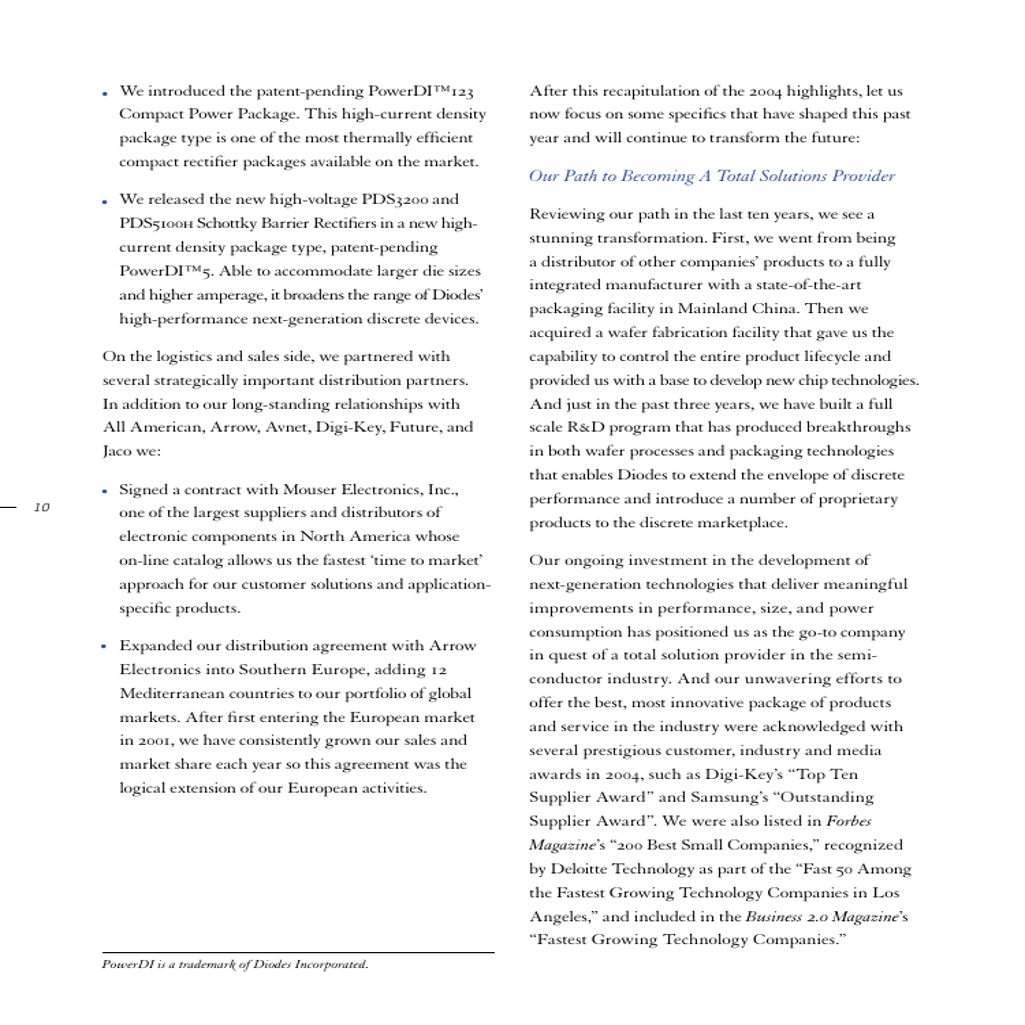 • We introduced the patent-pending PowerDI™123
Compact Power Package. This high-current density
package type is one of the most thermally efficient
compact rectifier packages available on the market.
• We released the new high-voltage PDS3200 and
PDS5100H Schottky Barrier Rectifiers in a new high-
current density package type, patent-pending
PowerDI™5. Able to accommodate larger die sizes
and higher amperage, it broadens the range of Diodes’
high-performance next-generation discrete devices.
On the logistics and sales side, we partnered with
several strategically important distribution partners.
In addition to our long-standing relationships with
All American, Arrow, Avnet, Digi-Key, Future, and
Jaco we:
• Signed a contract with Mouser Electronics, Inc.,
one of the largest suppliers and distributors of
electronic components in North America whose
on-line catalog allows us the fastest ‘time to market’
approach for our customer solutions and application-
specific products.
• Expanded our distribution agreement with Arrow
Electronics into Southern Europe, adding 12
Mediterranean countries to our portfolio of global
markets. After first entering the European market
in 2001, we have consistently grown our sales and
market share each year so this agreement was the
logical extension of our European activities.
PowerDI is a trademark of Diodes Incorporated.
10
After this recapitulation of the 2004 highlights, let us
now focus on some specifics that have shaped this past
year and will continue to transform the future:
Our Path to Becoming A Total Solutions Provider
Reviewing our path in the last ten years, we see a
stunning transformation. First, we went from being
a distributor of other companies’ products to a fully
integrated manufacturer with a state-of-the-art
packaging facility in Mainland China. Then we
acquired a wafer fabrication facility that gave us the
capability to control the entire product lifecycle and
provided us with a base to develop new chip technologies.
And just in the past three years, we have built a full
scale R&D program that has produced breakthroughs
in both wafer processes and packaging technologies
that enables Diodes to extend the envelope of discrete
performance and introduce a number of proprietary
products to the discrete marketplace.
Our ongoing investment in the development of
next-generation technologies that deliver meaningful
improvements in performance, size, and power
consumption has positioned us as the go-to company
in quest of a total solution provider in the semi-
conductor industry. And our unwavering efforts to
offer the best, most innovative package of products
and service in the industry were acknowledged with
several prestigious customer, industry and media
awards in 2004, such as Digi-Key’s “Top Ten
Supplier Award” and Samsung’s “Outstanding
Supplier Award”. We were also listed in Forbes
Magazine’s “200 Best Small Companies,” recognized
by Deloitte Technology as part of the “Fast 50 Among
the Fastest Growing Technology Companies in Los
Angeles,” and included in the Business 2.0 Magazine’s
“Fastest Growing Technology Companies.”